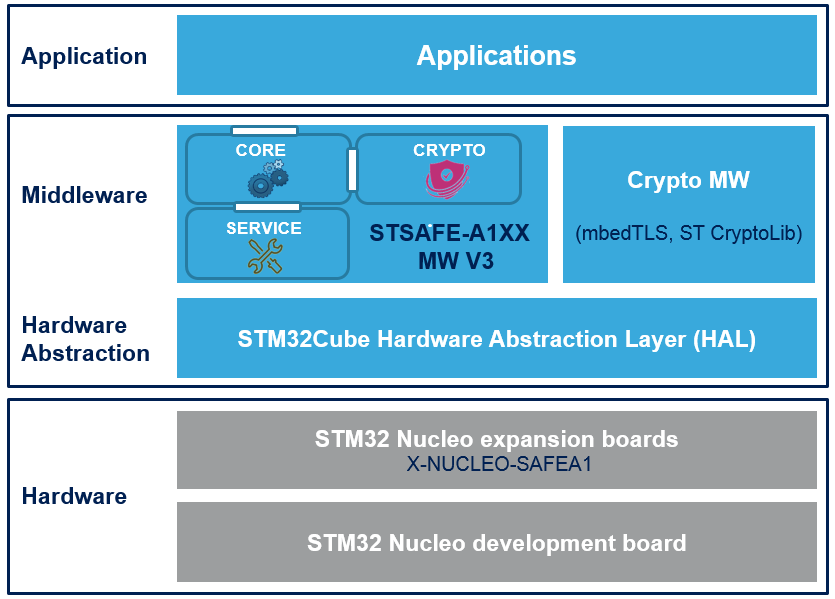 Application
Applications
Middleware
CORE
CRYPTO
SERVICE
STSAFE-A1XX
MW V3
Crypto MW
(mbedTLS, ST CryptoLib)
Hardware
Abstraction
STM32Cube Hardware Abstraction Layer (HAL)
Hardware
STM32 Nucleo expansion boards
X-NUCLEO-SAFEA1
STM32 Nucleo development board